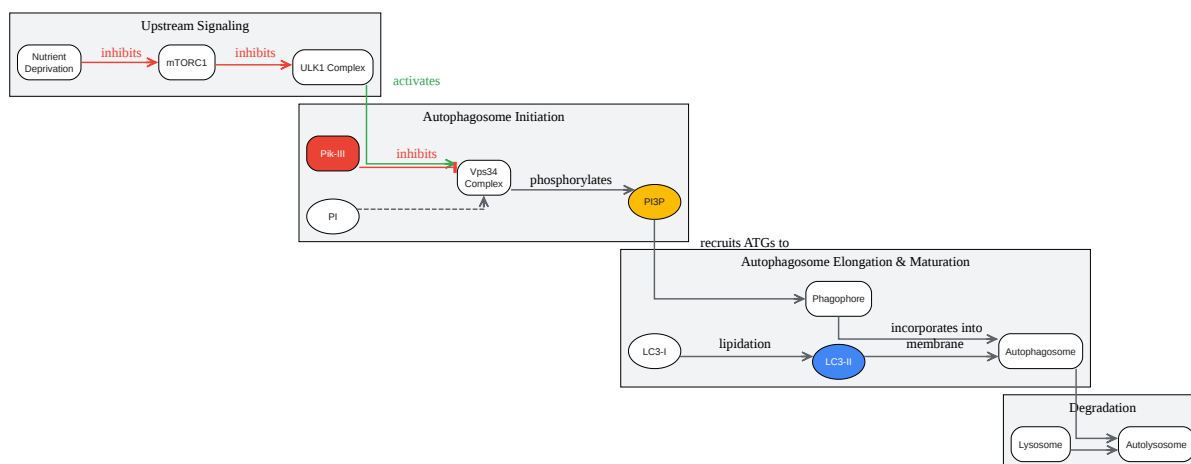 Upstream Signaling
Nutrient
Deprivation
inhibits
mTORC1
inhibits
ULK1 Complex
activates
Autophagosome Initiation
Pik-III
inhibits
Vps34
Complex
phosphorylates
PI3P
PI
recruits ATGs to
Autophagosome Elongation & Maturation
Phagophore
incorporates into
membrane
LC3-I
lipidation
LC3-II
Autophagosome
Degradation
Lysosome
Autolysosome